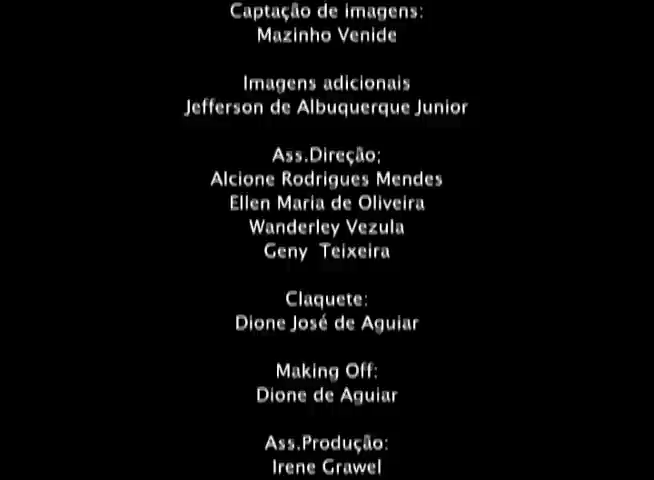 Captação de imagens:
Mazinho Venide
Imagens adicionais
Jefferson de Albuquerque Junior
Ass.Direção;
Alcione Rodrigues Mendes
Ellen Maria de Oliveira
Wanderley Vezula
Geny Teixeira
Claquete:
Dione José de Aguiar
Making Off:
Dione de Aguiar
Ass.Produção:
Irene Grawel